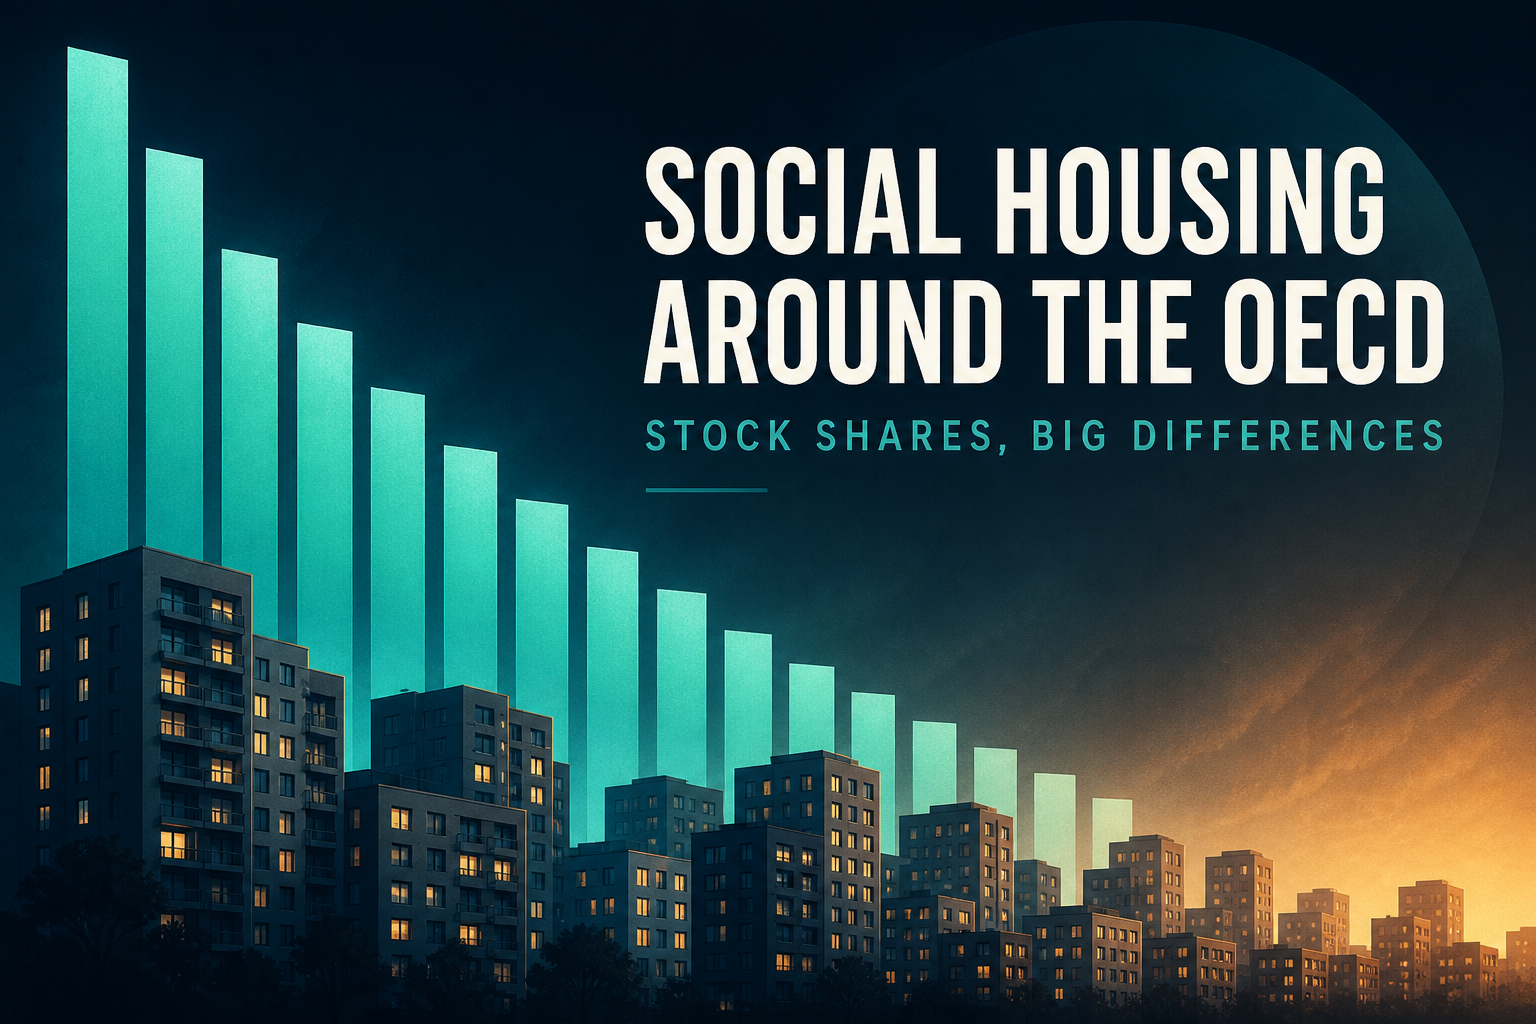 SOCIAL HOUSING
AROUND THE OECD
STOCK SHARES, BIG DIFFERENCES